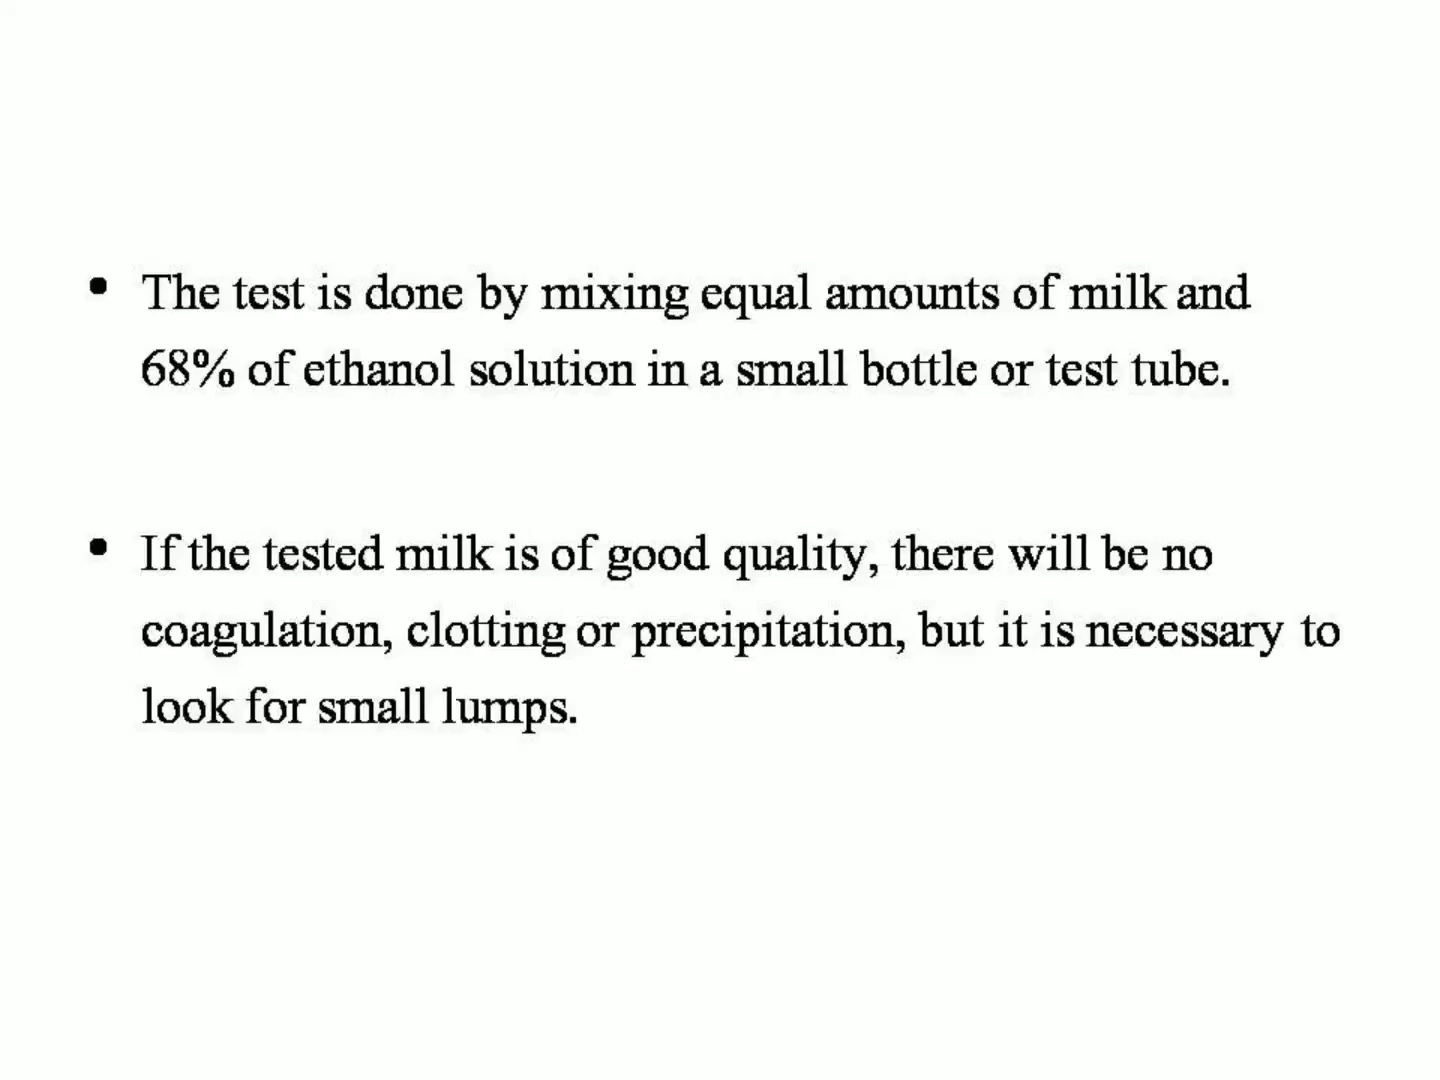 • The test is done by mixing equal amounts of milk and
68% of ethanol solution in a small bottle or test tube.
• If the tested milk is of good quality, there will be no
coagulation, clotting or precipitation, but it is necessary to
look for small lumps.